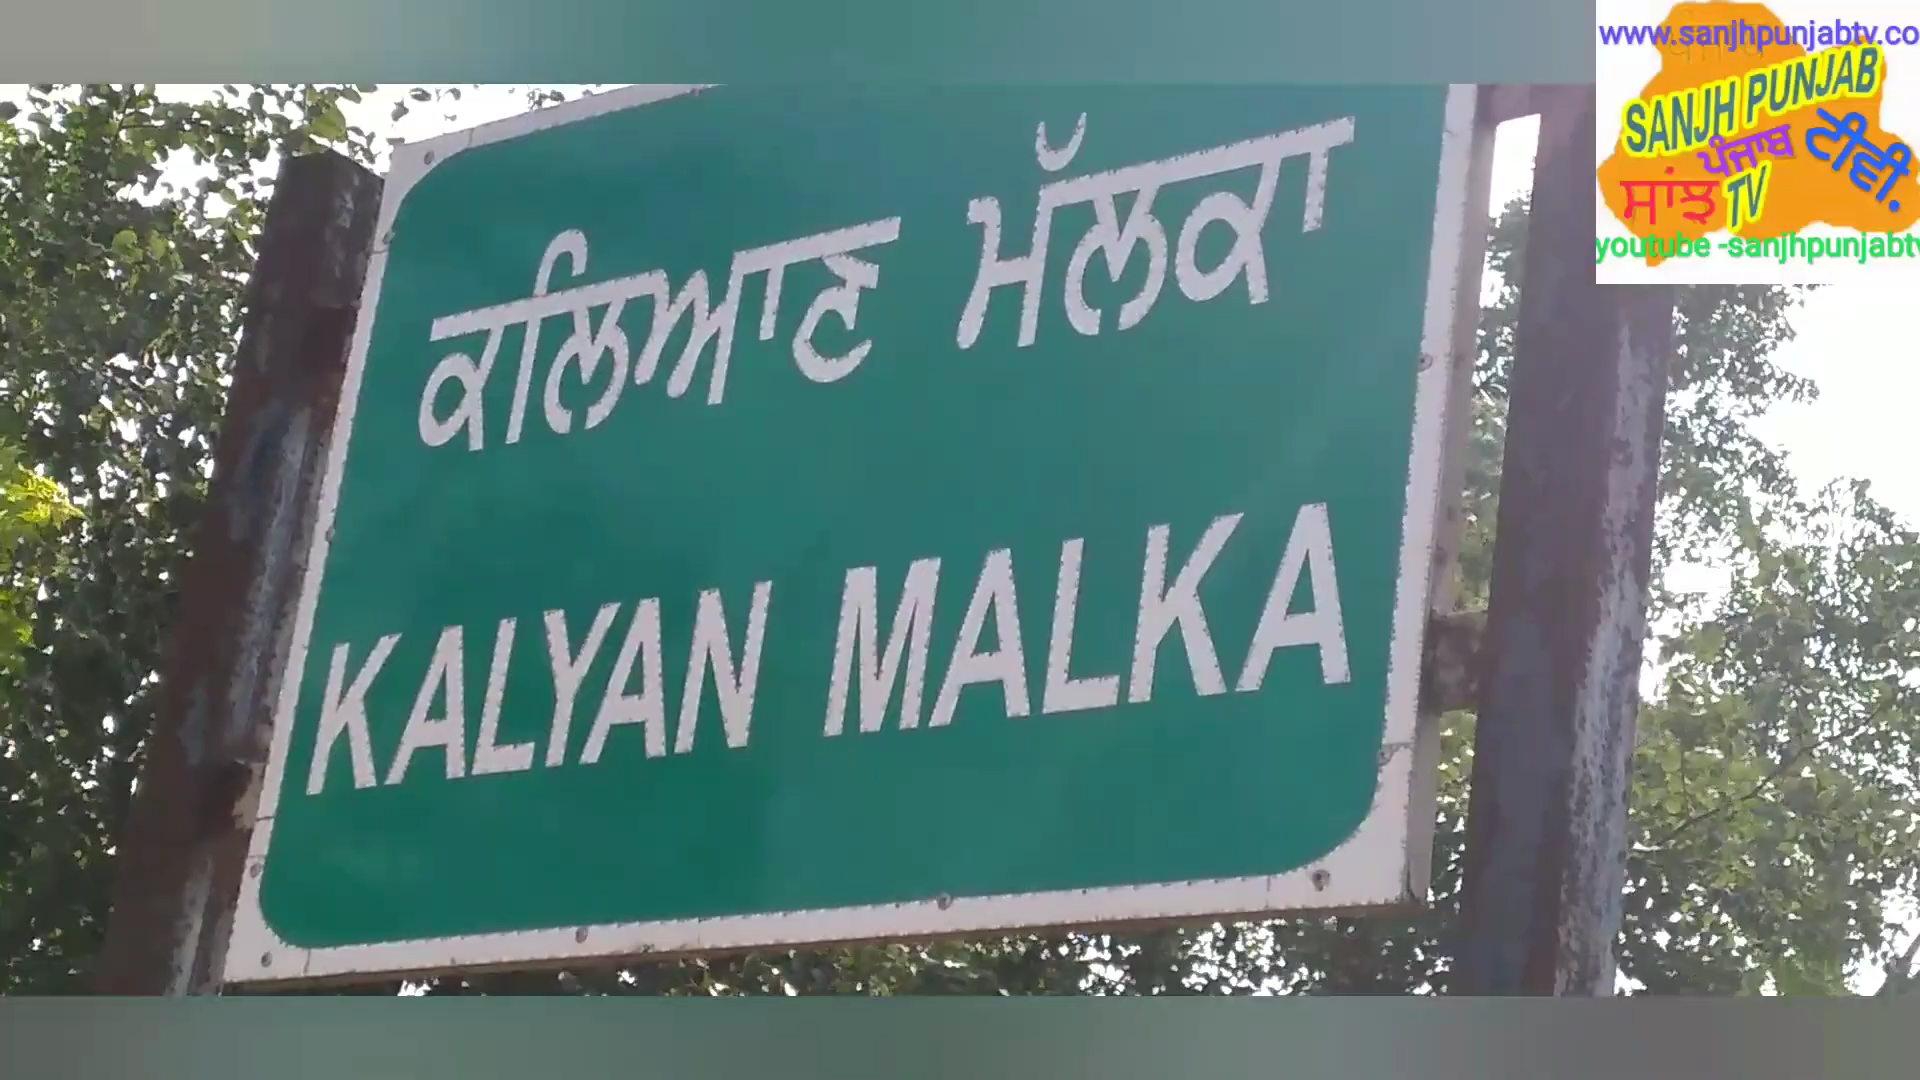 ਕਲਿਆਣ ਮੱਲਕਾ
KALYAN MALKA
www.sanjhpunjabtv.co
SANJH PUNJAB
ਸਾਂਝ ਪੰਜਾਬ ਟੀਵੀ.
TV
youtube -sanjhpunjabtv